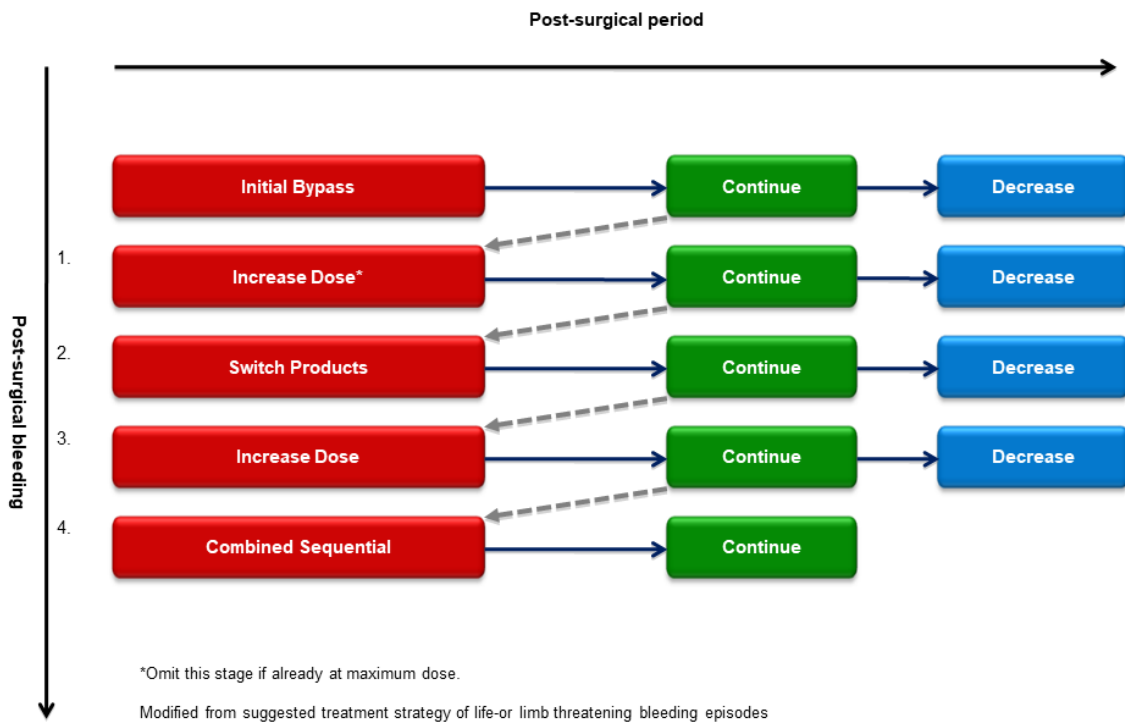 Post-surgical period
Initial Bypass
Continue
Decrease
1.
Increase Dose*
Continue
Decrease
2.
Switch Products
Continue
Decrease
3.
Increase Dose
Continue
Decrease
4.
Combined Sequential
Continue
Post-surgical bleeding
*Omit this stage if already at maximum dose.
Modified from suggested treatment strategy of life-or limb threatening bleeding episodes